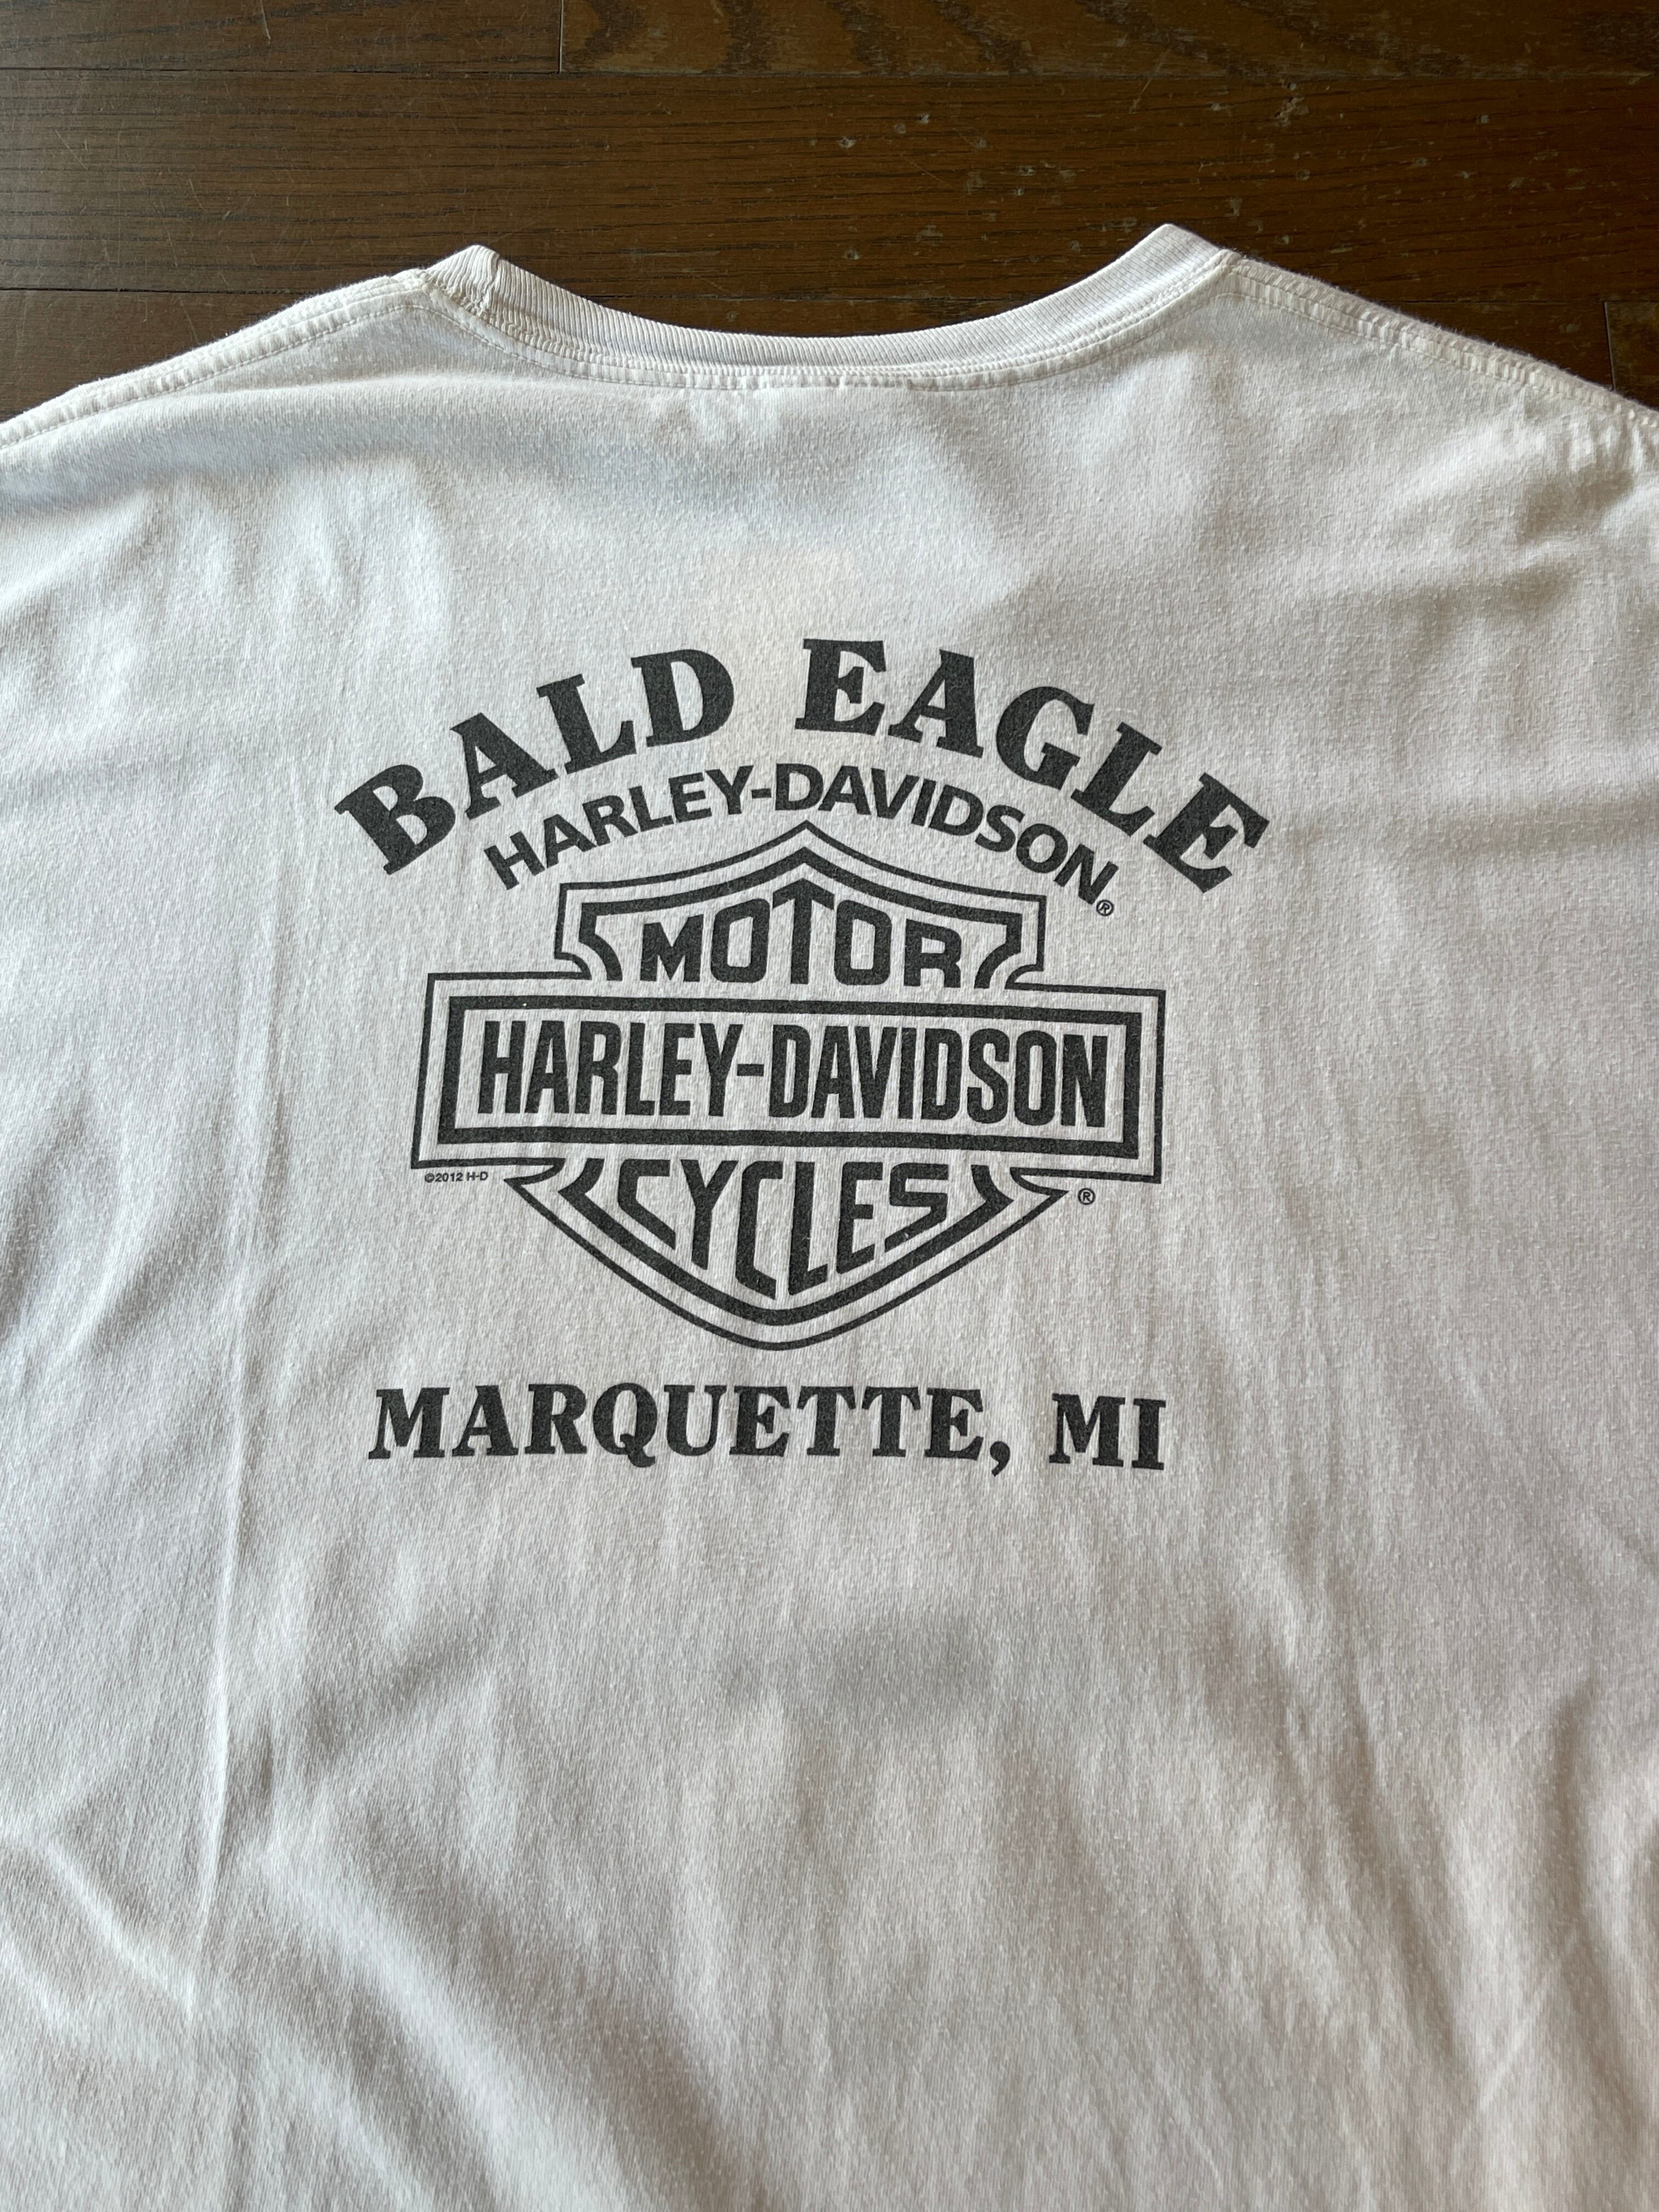 BALD EAGLE
HARLEY-DAVIDSON®
MOTOR
HARLEY-DAVIDSON
CYCLES
©2012 H-D
®
MARQUETTE, MI